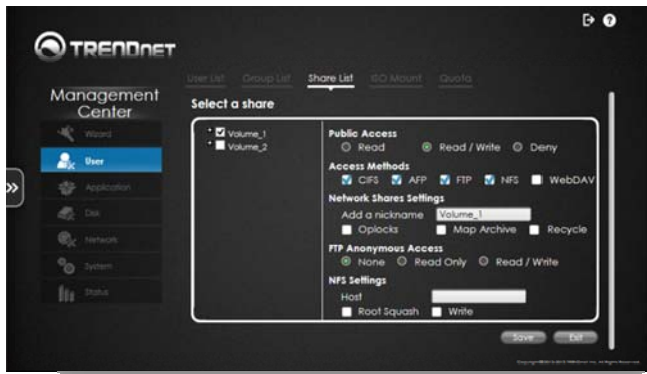 TRENDnet
User List Group List Share List ISO Mount Quota
Management
Center
Select a share
Wizard
User
Application
Disk
Network
System
Status
Volume_1
Volume_2
Public Access
Read Read / Write Deny
Access Methods
CIFS AFP FTP NFS WebDAV
Network Shares Settings
Add a nickname Volume_1
Oplocks Map Archive Recycle
FTP Anonymous Access
None Read Only Read / Write
NFS Settings
Host
Root Squash Write
Save Exit